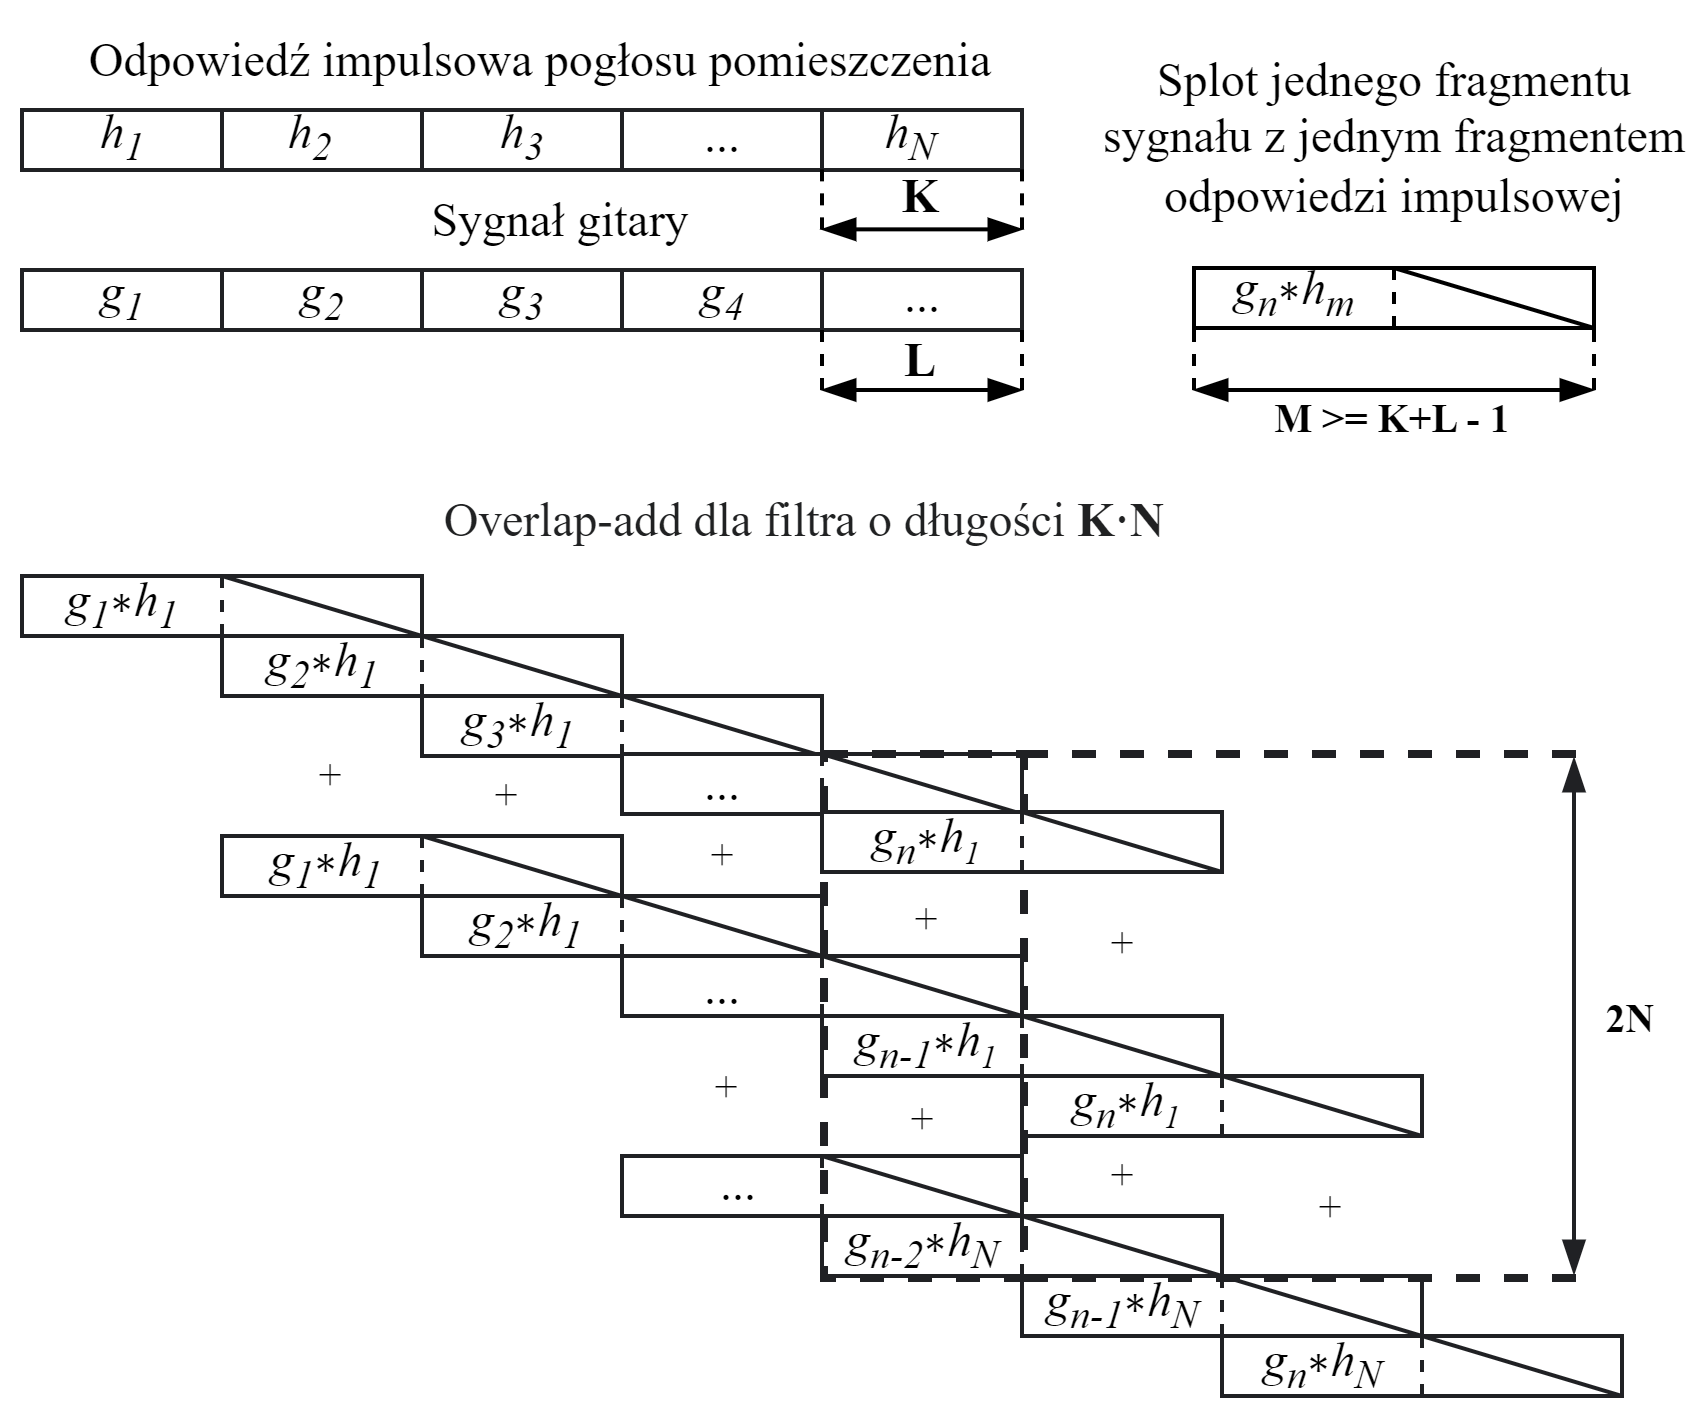 Odpowiedź impulsowa pogłosu pomieszczenia
h1 h2 h3 ... hN
K
Sygnał gitary
g1 g2 g3 g4 ...
L
Splot jednego fragmentu
sygnału z jednym fragmentem
odpowiedzi impulsowej
gn*hm
M >= K+L - 1
Overlap-add dla filtra o długości K·N
g1*h1
g2*h1
g3*h1
+ + ...
gn*h1
g1*h1 +
g2*h1 + +
...
gn-1*h1
2N
+ gn*h1
+
... + +
gn-2*hN
gn-1*hN
gn*hN